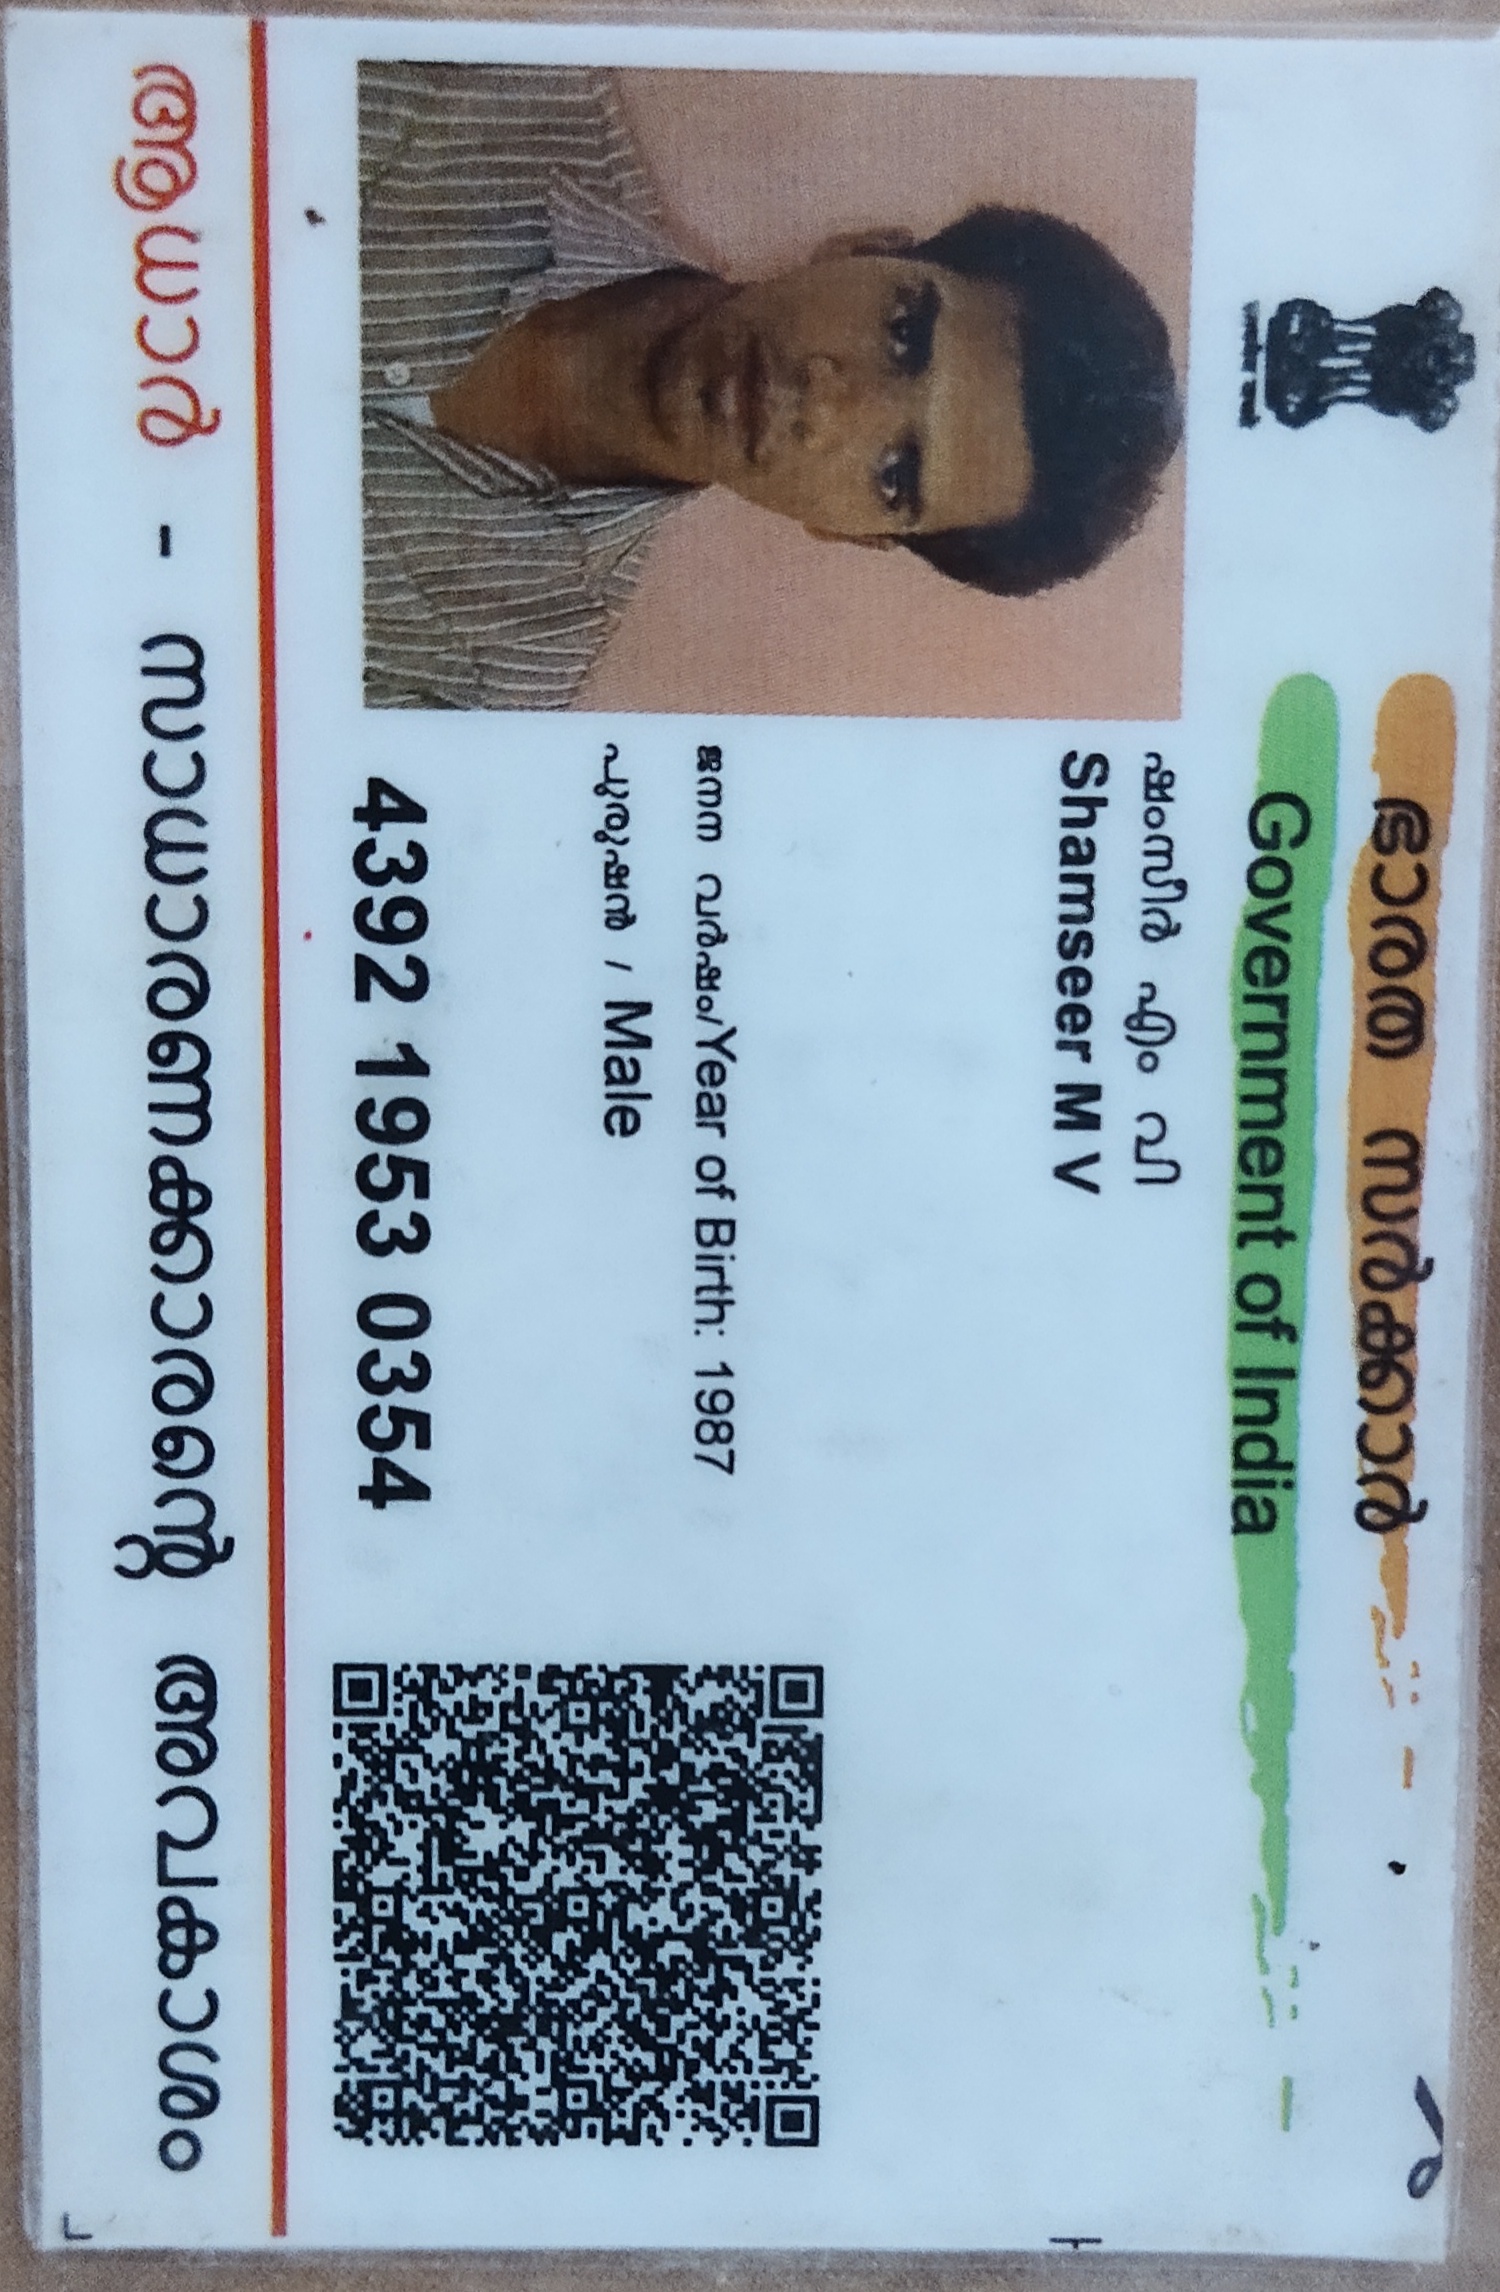 ഭാരത സർക്കാർ
Government of India
ഷംസീർ എം വി
Shamseer M V
ജനന വർഷം/Year of Birth: 1987
പുരുഷൻ / Male
4392 1953 0354
ആധാർ - സാധാരണക്കാരന്റെ അവകാശം